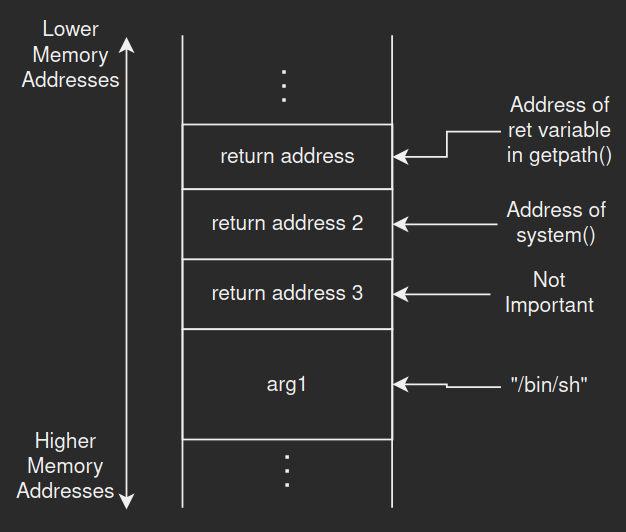 Lower
Memory
Addresses
Address of
ret variable
in getpath()
return address
Address of
system()
return address 2
Not
Important
return address 3
arg1
"/bin/sh"
Higher
Memory
Addresses